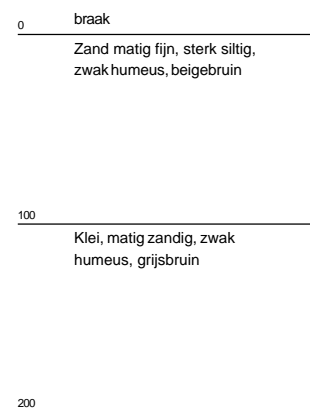 0 braak
Zand matig fijn, sterk siltig,
zwak humeus, beigebruin
100
Klei, matig zandig, zwak
humeus, grijsbruin
200